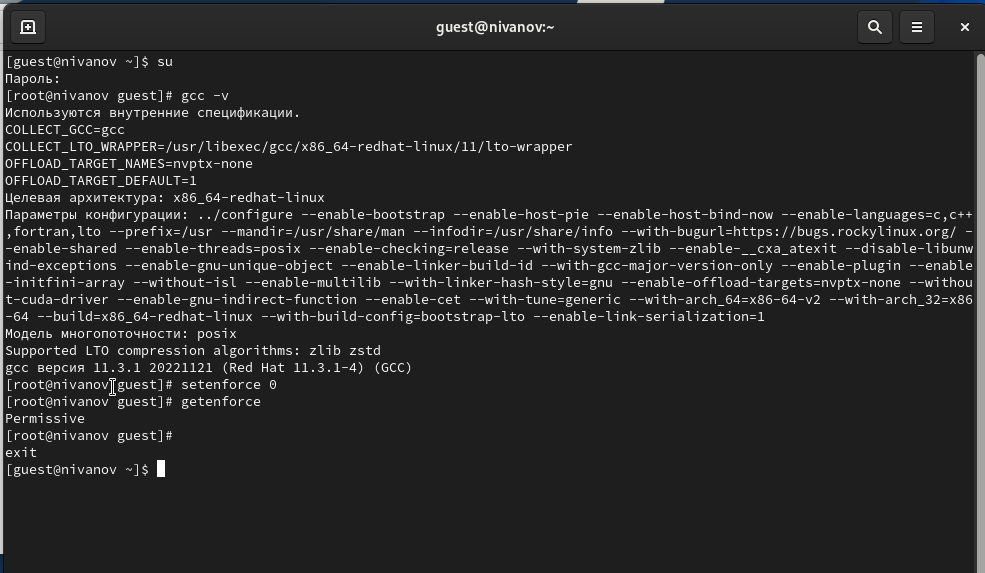 guest@nivanov:~
[guest@nivanov ~]$ su
Пароль:
[root@nivanov guest]# gcc -v
Используются внутренние спецификации.
COLLECT_GCC=gcc
COLLECT_LTO_WRAPPER=/usr/libexec/gcc/x86_64-redhat-linux/11/lto-wrapper
OFFLOAD_TARGET_NAMES=nvptx-none
OFFLOAD_TARGET_DEFAULT=1
Целевая архитектура: x86_64-redhat-linux
Параметры конфигурации: ../configure --enable-bootstrap --enable-host-pie --enable-host-bind-now --enable-languages=c,c++
,fortran,lto --prefix=/usr --mandir=/usr/share/man --infodir=/usr/share/info --with-bugurl=https://bugs.rockylinux.org/ -
-enable-shared --enable-threads=posix --enable-checking=release --with-system-zlib --enable-__cxa_atexit --disable-libunw
ind-exceptions --enable-gnu-unique-object --enable-linker-build-id --with-gcc-major-version-only --enable-plugin --enable
-initfini-array --without-isl --enable-multilib --with-linker-hash-style=gnu --enable-offload-targets=nvptx-none --withou
t-cuda-driver --enable-gnu-indirect-function --enable-cet --with-tune=generic --with-arch_64=x86-64-v2 --with-arch_32=x86
-64 --build=x86_64-redhat-linux --with-build-config=bootstrap-lto --enable-link-serialization=1
Модель многопоточности: posix
Supported LTO compression algorithms: zlib zstd
gcc версия 11.3.1 20221121 (Red Hat 11.3.1-4) (GCC)
[root@nivanov guest]# setenforce 0
[root@nivanov guest]# getenforce
Permissive
[root@nivanov guest]#
exit
[guest@nivanov ~]$